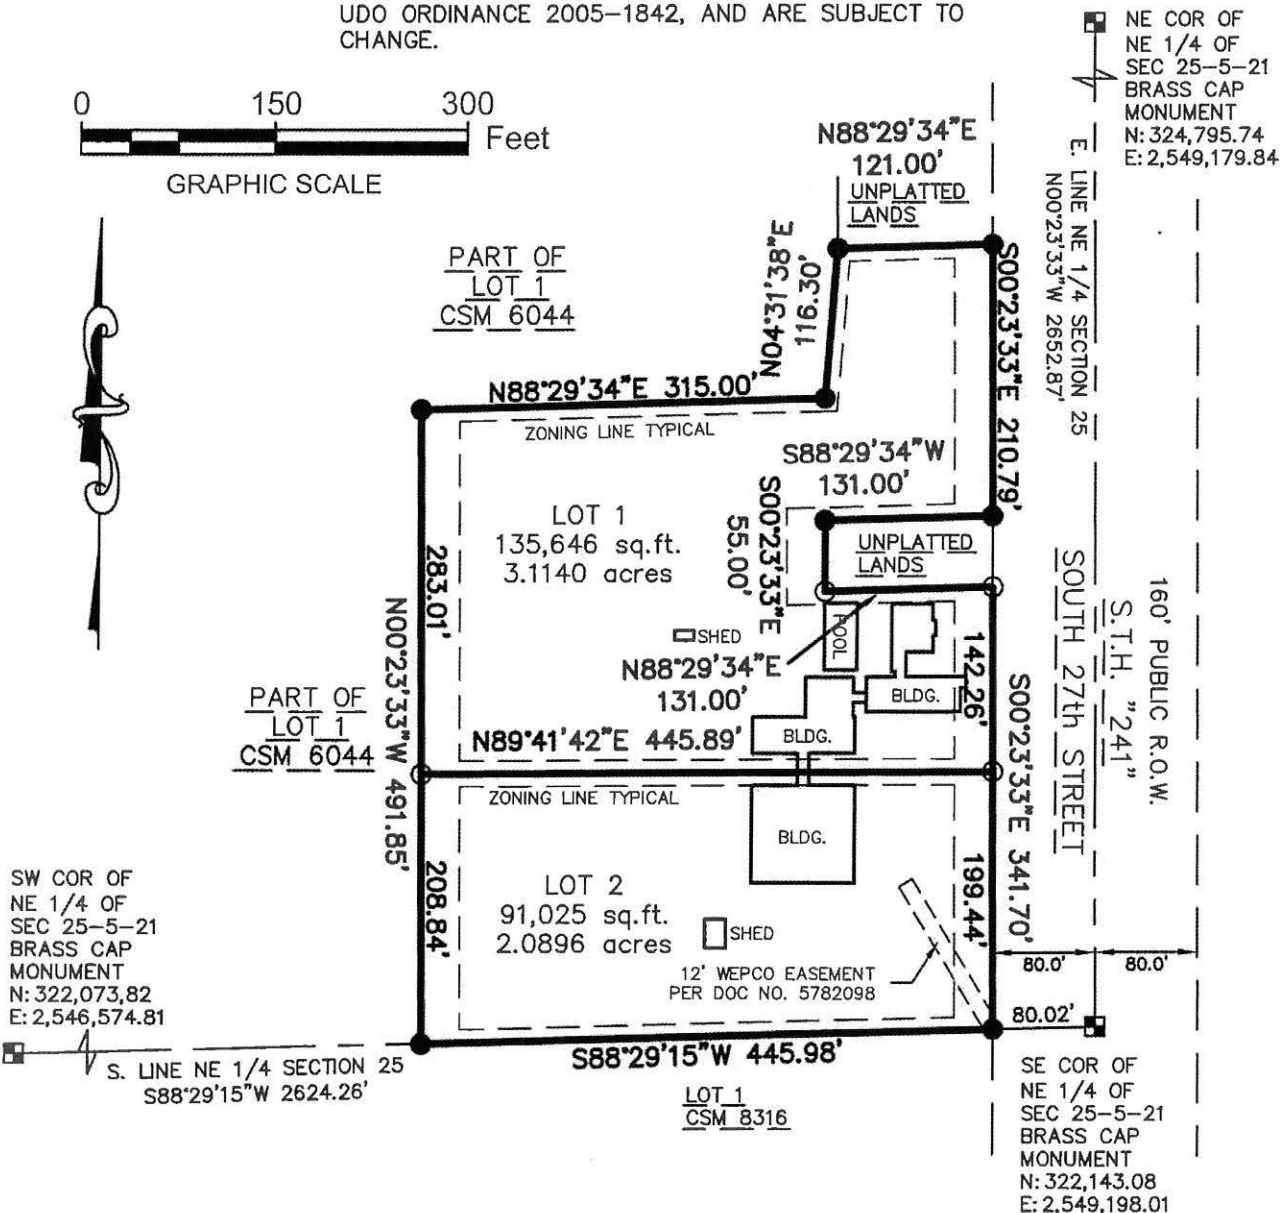 UDO ORDINANCE 2005-1842, AND ARE SUBJECT TO
CHANGE.
0 150 300
Feet
GRAPHIC SCALE
NE COR OF
NE 1/4 OF
SEC 25-5-21
BRASS CAP
MONUMENT
N: 324,795.74
E: 2,549,179.84
N88°29'34"E
121.00'
UNPLATTED
LANDS
E. LINE NE 1/4 SECTION 25
N00°23'33"W 2652.87'
PART OF
LOT 1
CSM 6044
N04°31'38"E
116.30'
S00°23'33"E 210.79'
N88°29'34"E 315.00'
ZONING LINE TYPICAL
S88°29'34"W
131.00'
LOT 1
135,646 sq.ft.
3.1140 acres
S00°23'33"E
55.00'
UNPLATTED
LANDS
283.01'
N00°23'33"W 491.85'
SHED
POOL
N88°29'34"E
131.00'
142.26'
BLDG.
BLDG.
SOUTH 27th STREET
S.T.H. "241"
160' PUBLIC R.O.W.
PART OF
LOT 1
CSM 6044
N89°41'42"E 445.89'
S00°23'33"E 341.70'
ZONING LINE TYPICAL
BLDG.
SW COR OF
NE 1/4 OF
SEC 25-5-21
BRASS CAP
MONUMENT
N: 322,073,82
E: 2,546,574.81
208.84'
LOT 2
91,025 sq.ft.
2.0896 acres
SHED
199.44'
12' WEPCO EASEMENT
PER DOC NO. 5782098
80.0' 80.0'
80.02'
S88°29'15"W 445.98'
S. LINE NE 1/4 SECTION 25
S88°29'15"W 2624.26'
LOT 1
CSM 8316
SE COR OF
NE 1/4 OF
SEC 25-5-21
BRASS CAP
MONUMENT
N: 322,143.08
E: 2,549,198.01